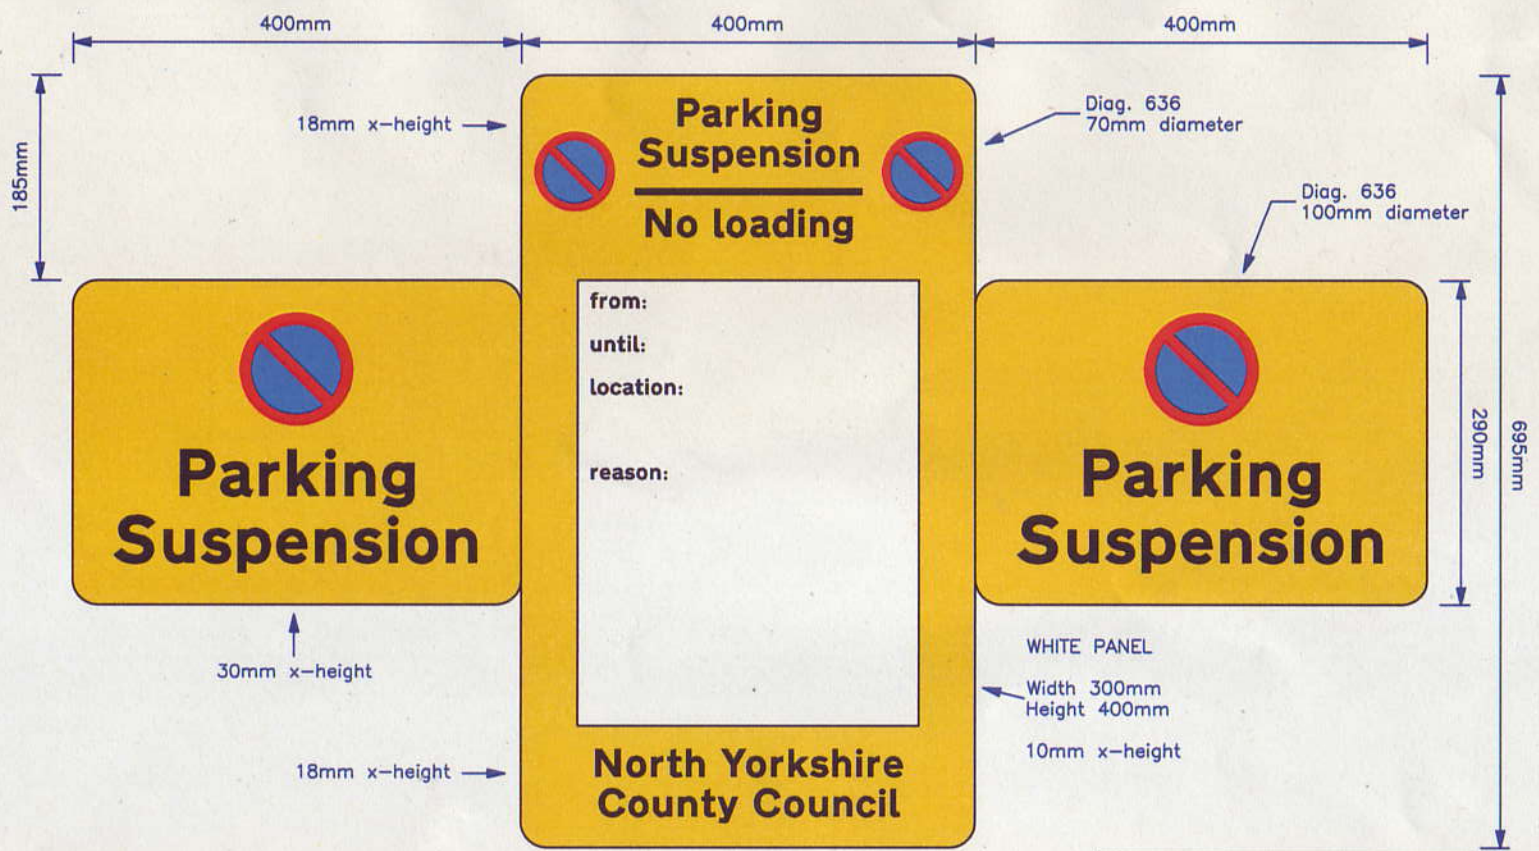 400mm
400mm
400mm
185mm
18mm x-height
Parking
Suspension
No loading
Diag. 636
70mm diameter
Diag. 636
100mm diameter
from:
until:
location:
reason:
Parking
Suspension
Parking
Suspension
290mm
695mm
30mm x-height
WHITE PANEL
Width 300mm
Height 400mm
10mm x-height
18mm x-height
North Yorkshire
County Council